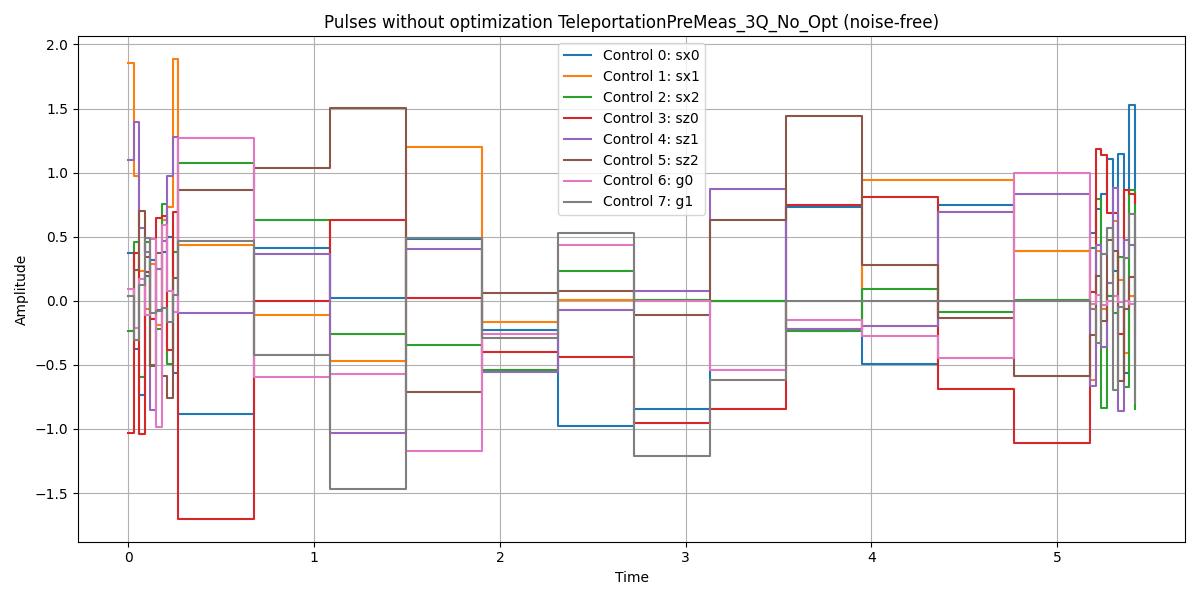 Pulses without optimization TeleportationPreMeas_3Q_No_Opt (noise-free)
2.0
1.5
1.0
0.5
0.0
−0.5
−1.0
−1.5
Amplitude
Control 0: sx0
Control 1: sx1
Control 2: sx2
Control 3: sz0
Control 4: sz1
Control 5: sz2
Control 6: g0
Control 7: g1
0 1 2 3 4 5
Time